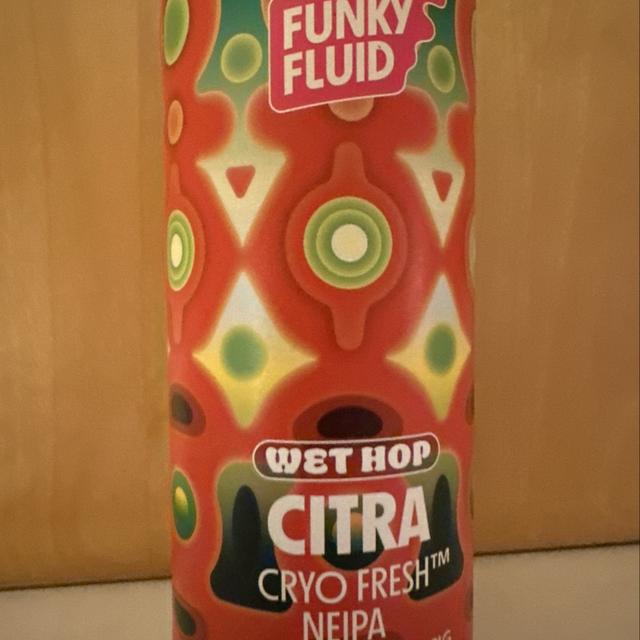 FUNKY
FLUID
WET HOP
CITRA
CRYO FRESH™
NEIPA